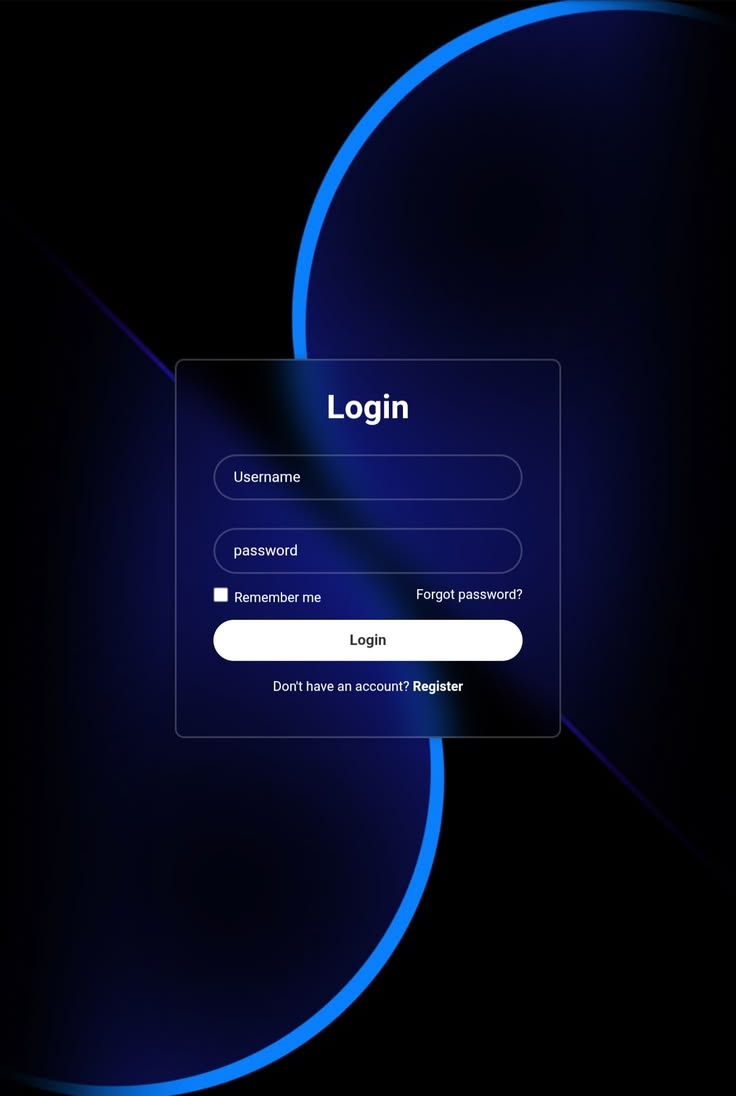 Login
Username
password
Remember me
Forgot password?
Login
Don't have an account? Register